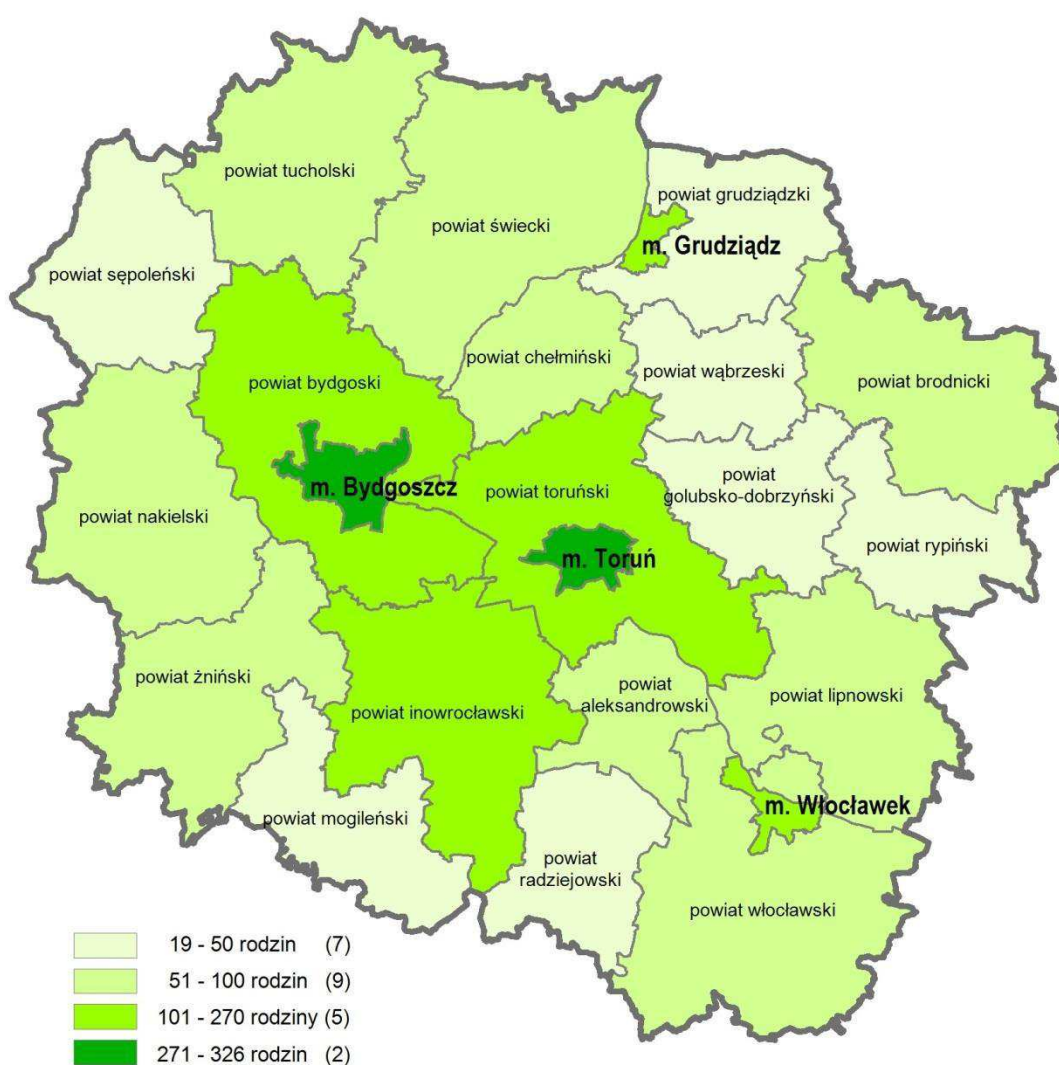 powiat tucholski
powiat grudziądzki
powiat świecki
m. Grudziądz
powiat sępoleński
powiat chełmiński
powiat wąbrzeski
powiat bydgoski
powiat brodnicki
powiat
golubsko-dobrzyński
m. Bydgoszcz
powiat toruński
powiat nakielski
powiat rypiński
m. Toruń
powiat żniński
powiat
aleksandrowski
powiat lipnowski
powiat inowrocławski
m. Włocławek
powiat mogileński
powiat
radziejowski
powiat włocławski
19 - 50 rodzin (7)
51 - 100 rodzin (9)
101 - 270 rodziny (5)
271 - 326 rodzin (2)